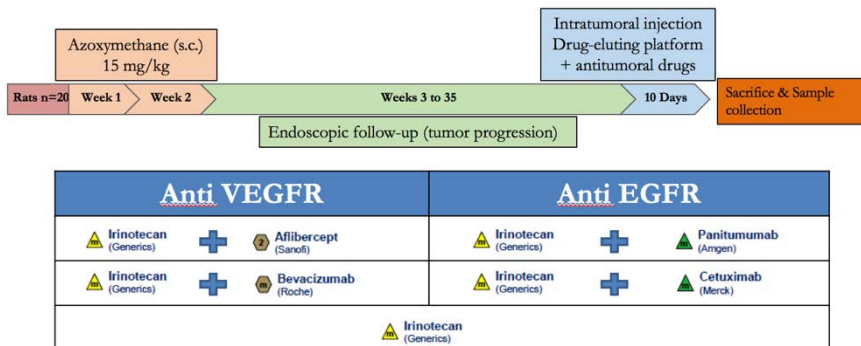 Azoxymethane (s.c.)
15 mg/kg
Intratumoral injection
Drug-eluting platform
+ antitumoral drugs
Rats n=20
Week 1
Week 2
Weeks 3 to 35
10 Days
Sacrifice & Sample
collection
Endoscopic follow-up (tumor progression)
Anti VEGFR
Anti EGFR
m Irinotecan
(Generics)
2 Aflibercept
(Sanofi)
m Irinotecan
(Generics)
m Panitumumab
(Amgen)
m Irinotecan
(Generics)
m Bevacizumab
(Roche)
m Irinotecan
(Generics)
m Cetuximab
(Merck)
m Irinotecan
(Generics)